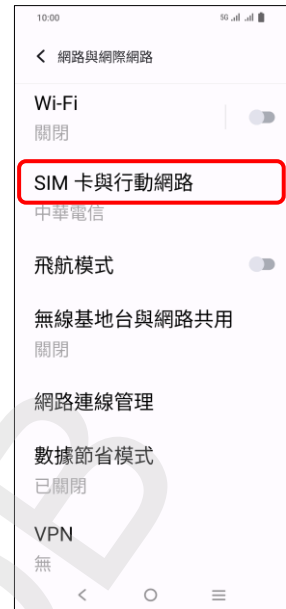 10:00
5G
網路與網際網路
Wi-Fi
關閉
SIM 卡與行動網路
中華電信
飛航模式
無線基地台與網路共用
關閉
網路連線管理
數據節省模式
已關閉
VPN
無